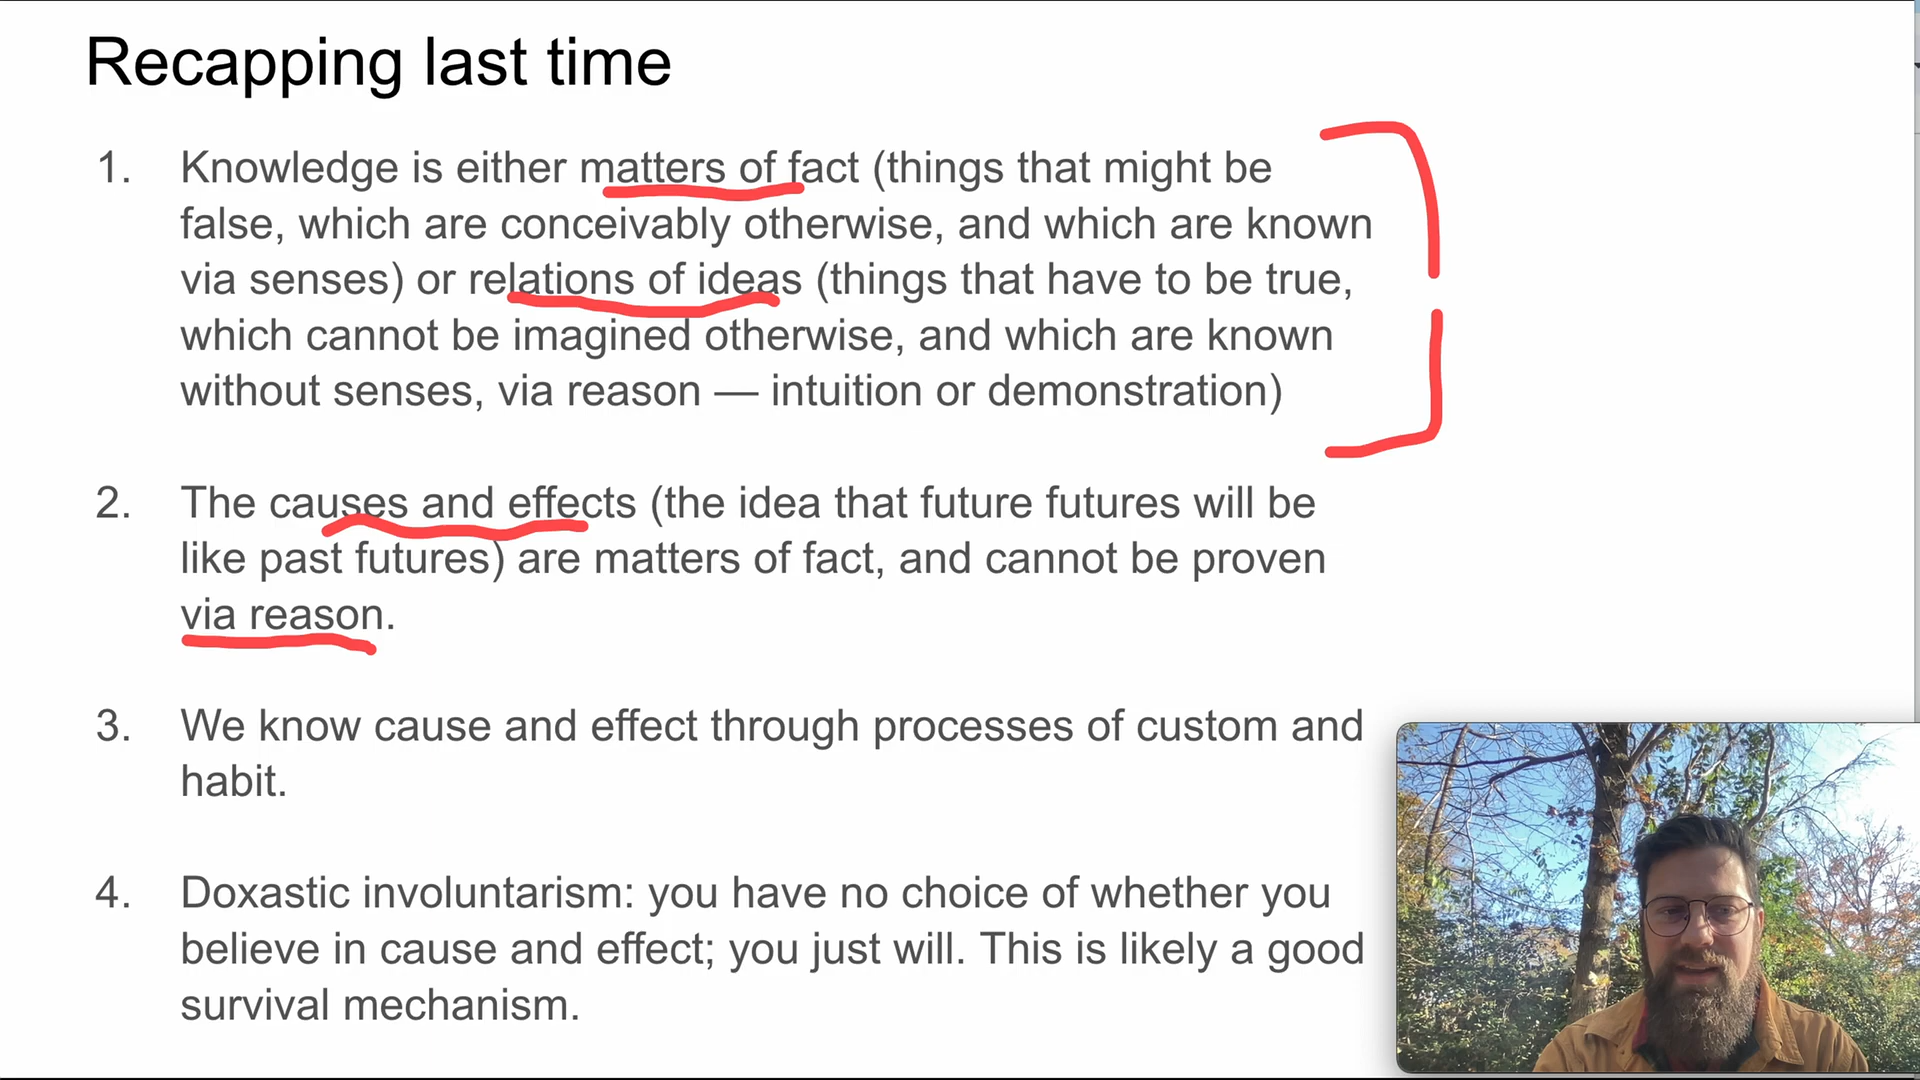 Recapping last time
1. Knowledge is either matters of fact (things that might be
false, which are conceivably otherwise, and which are known
via senses) or relations of ideas (things that have to be true,
which cannot be imagined otherwise, and which are known
without senses, via reason — intuition or demonstration)
2. The causes and effects (the idea that future futures will be
like past futures) are matters of fact, and cannot be proven
via reason.
3. We know cause and effect through processes of custom and
habit.
4. Doxastic involuntarism: you have no choice of whether you
believe in cause and effect; you just will. This is likely a good
survival mechanism.